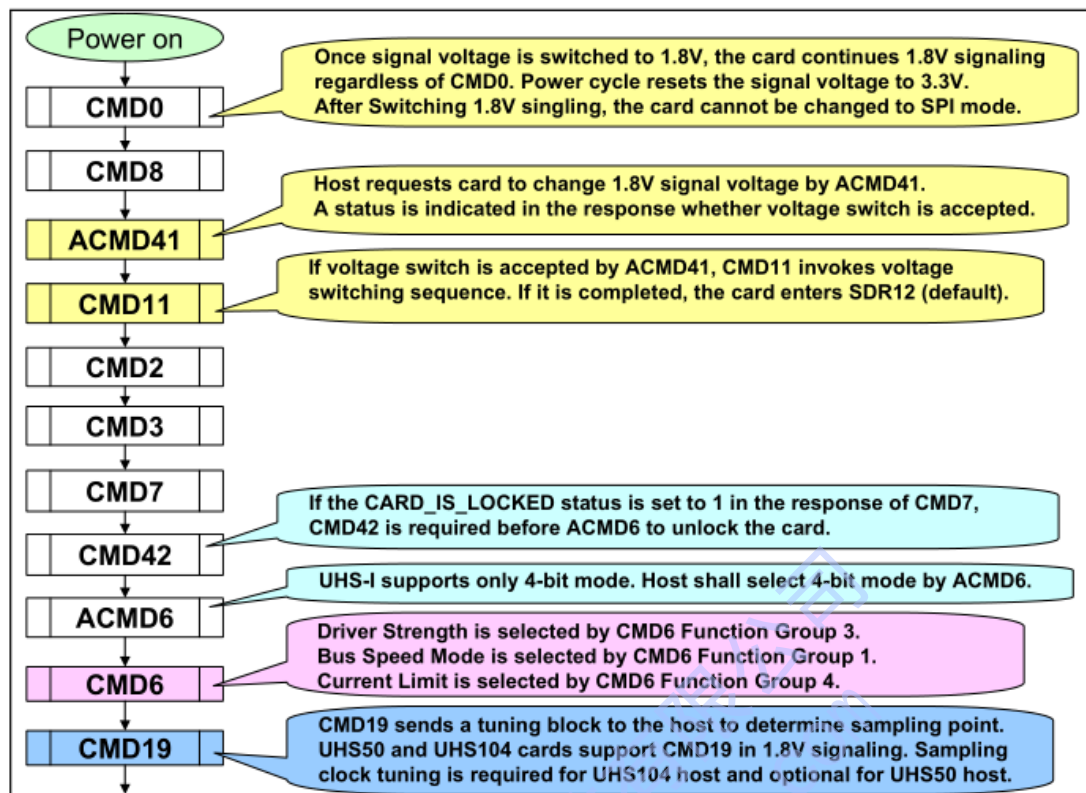 Power on
Once signal voltage is switched to 1.8V, the card continues 1.8V signaling
regardless of CMD0. Power cycle resets the signal voltage to 3.3V.
After Switching 1.8V singling, the card cannot be changed to SPI mode.
CMD0
CMD8
Host requests card to change 1.8V signal voltage by ACMD41.
A status is indicated in the response whether voltage switch is accepted.
ACMD41
If voltage switch is accepted by ACMD41, CMD11 invokes voltage
switching sequence. If it is completed, the card enters SDR12 (default).
CMD11
CMD2
CMD3
CMD7
If the CARD_IS_LOCKED status is set to 1 in the response of CMD7,
CMD42 is required before ACMD6 to unlock the card.
CMD42
UHS-I supports only 4-bit mode. Host shall select 4-bit mode by ACMD6.
ACMD6
Driver Strength is selected by CMD6 Function Group 3.
Bus Speed Mode is selected by CMD6 Function Group 1.
Current Limit is selected by CMD6 Function Group 4.
CMD6
CMD19 sends a tuning block to the host to determine sampling point.
UHS50 and UHS104 cards support CMD19 in 1.8V signaling. Sampling
clock tuning is required for UHS104 host and optional for UHS50 host.
CMD19
公司